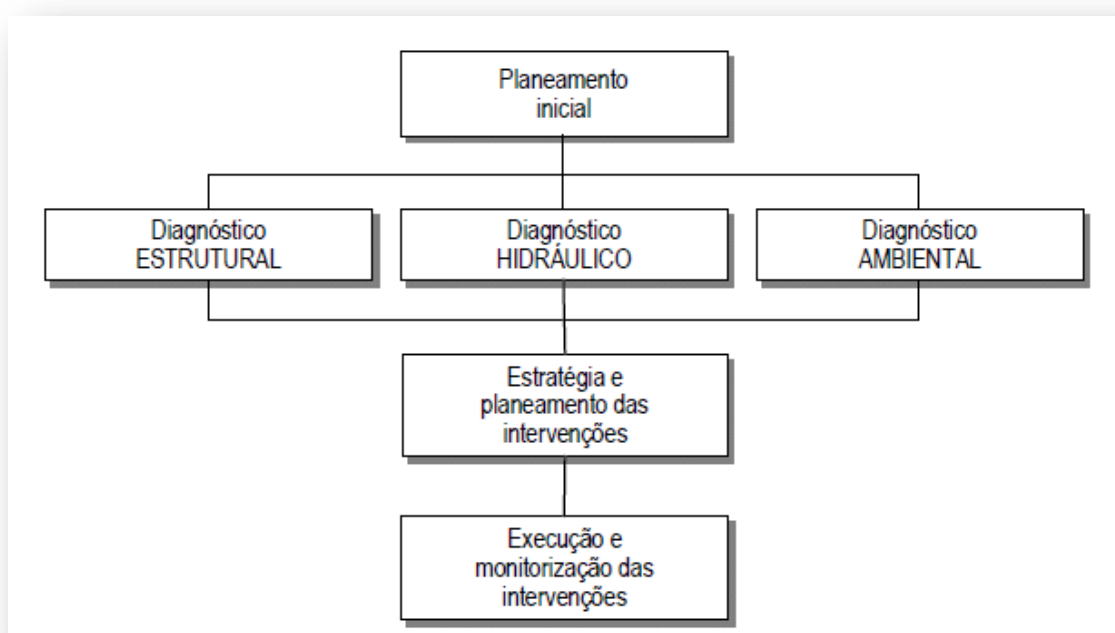 Planeamento
inicial
Diagnóstico
ESTRUTURAL
Diagnóstico
HIDRÁULICO
Diagnóstico
AMBIENTAL
Estratégia e
planeamento das
intervenções
Execução e
monitorização das
intervenções